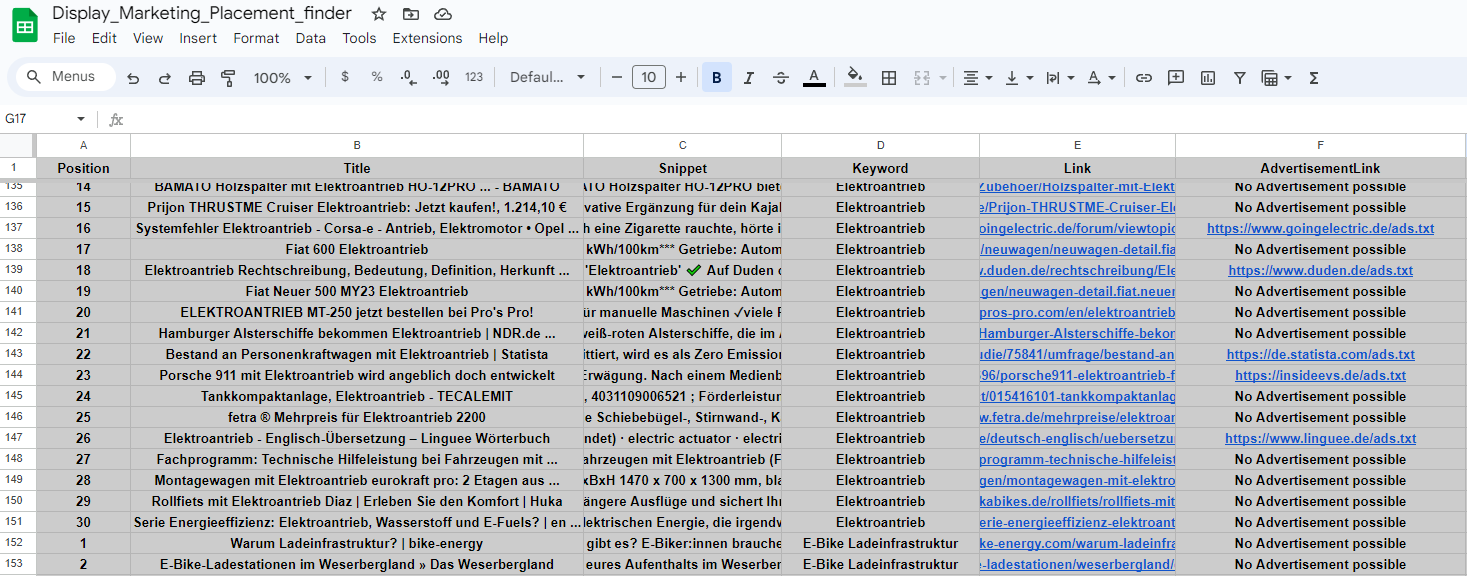 Display_Marketing_Placement_finder
File Edit View Insert Format Data Tools Extensions Help
Menus 100% $ % .0 .00 123 Defaul... 10 B I S A A Σ
G17 fx
A B C D E F
1 Position Title Snippet Keyword Link AdvertisementLink
135 14 BAMATO Holzspalter mit Elektroantrieb HO-12PRO ... - BAMATO ATO Holzspalter HO-12PRO biete Elektroantrieb Zubehoer/Holzspalter-mit-Elekt No Advertisement possible
136 15 Prijon THRUSTME Cruiser Elektroantrieb: Jetzt kaufen!, 1.214,10 € vative Ergänzung für dein Kajal Elektroantrieb e/Prijon-THRUSTME-Cruiser-Ele No Advertisement possible
137 16 Systemfehler Elektroantrieb - Corsa-e - Antrieb, Elektromotor • Opel ... h eine Zigarette rauchte, hörte i Elektroantrieb oingelectric.de/forum/viewtopic https://www.goingelectric.de/ads.txt
138 17 Fiat 600 Elektroantrieb kWh/100km*** Getriebe: Autom Elektroantrieb /neuwagen/neuwagen-detail.fia No Advertisement possible
139 18 Elektroantrieb Rechtschreibung, Bedeutung, Definition, Herkunft ... 'Elektroantrieb' ✔ Auf Duden o Elektroantrieb v.duden.de/rechtschreibung/Ele https://www.duden.de/ads.txt
140 19 Fiat Neuer 500 MY23 Elektroantrieb kWh/100km*** Getriebe: Autom Elektroantrieb gen/neuwagen-detail.fiat.neuer No Advertisement possible
141 20 ELEKTROANTRIEB MT-250 jetzt bestellen bei Pro's Pro! ür manuelle Maschinen ✓viele Elektroantrieb pros-pro.com/en/elektroantrieb No Advertisement possible
142 21 Hamburger Alsterschiffe bekommen Elektroantrieb | NDR.de ... weiß-roten Alsterschiffe, die im Elektroantrieb Hamburger-Alsterschiffe-bekor No Advertisement possible
143 22 Bestand an Personenkraftwagen mit Elektroantrieb | Statista ittiert, wird es als Zero Emission Elektroantrieb udie/75841/umfrage/bestand-an https://de.statista.com/ads.txt
144 23 Porsche 911 mit Elektroantrieb wird angeblich doch entwickelt Erwägung. Nach einem Medienb Elektroantrieb 96/porsche911-elektroantrieb-f https://insideevs.de/ads.txt
145 24 Tankkompaktanlage, Elektroantrieb - TECALEMIT , 4031109006521 ; Förderleistun Elektroantrieb t/015416101-tankkompaktanlag No Advertisement possible
146 25 fetra ® Mehrpreis für Elektroantrieb 2200 e Schiebebügel-, Stirnwand-, K Elektroantrieb w.fetra.de/mehrpreise/elektroar No Advertisement possible
147 26 Elektroantrieb - Englisch-Übersetzung – Linguee Wörterbuch ndet) · electric actuator · electri Elektroantrieb e/deutsch-englisch/uebersetzu https://www.linguee.de/ads.txt
148 27 Fachprogramm: Technische Hilfeleistung bei Fahrzeugen mit ... ahrzeugen mit Elektroantrieb (F Elektroantrieb programm-technische-hilfeleist No Advertisement possible
149 28 Montagewagen mit Elektroantrieb eurokraft pro: 2 Etagen aus ... xBxH 1470 x 700 x 1300 mm, bla Elektroantrieb gen/montagewagen-mit-elektro No Advertisement possible
150 29 Rollfiets mit Elektroantrieb Diaz | Erleben Sie den Komfort | Huka ängere Ausflüge und sichert Ihn Elektroantrieb kabikes.de/rollfiets/rollfiets-mit No Advertisement possible
151 30 Serie Energieeffizienz: Elektroantrieb, Wasserstoff und E-Fuels? | en ... lektrischen Energie, die irgendv Elektroantrieb erie-energieeffizienz-elektroant No Advertisement possible
152 1 Warum Ladeinfrastruktur? | bike-energy gibt es? E-Biker:innen brauche E-Bike Ladeinfrastruktur ke-energy.com/warum-ladeinfra No Advertisement possible
153 2 E-Bike-Ladestationen im Weserbergland » Das Weserbergland eures Aufenthalts im Weserber E-Bike Ladeinfrastruktur -ladestationen/weserbergland/ No Advertisement possible